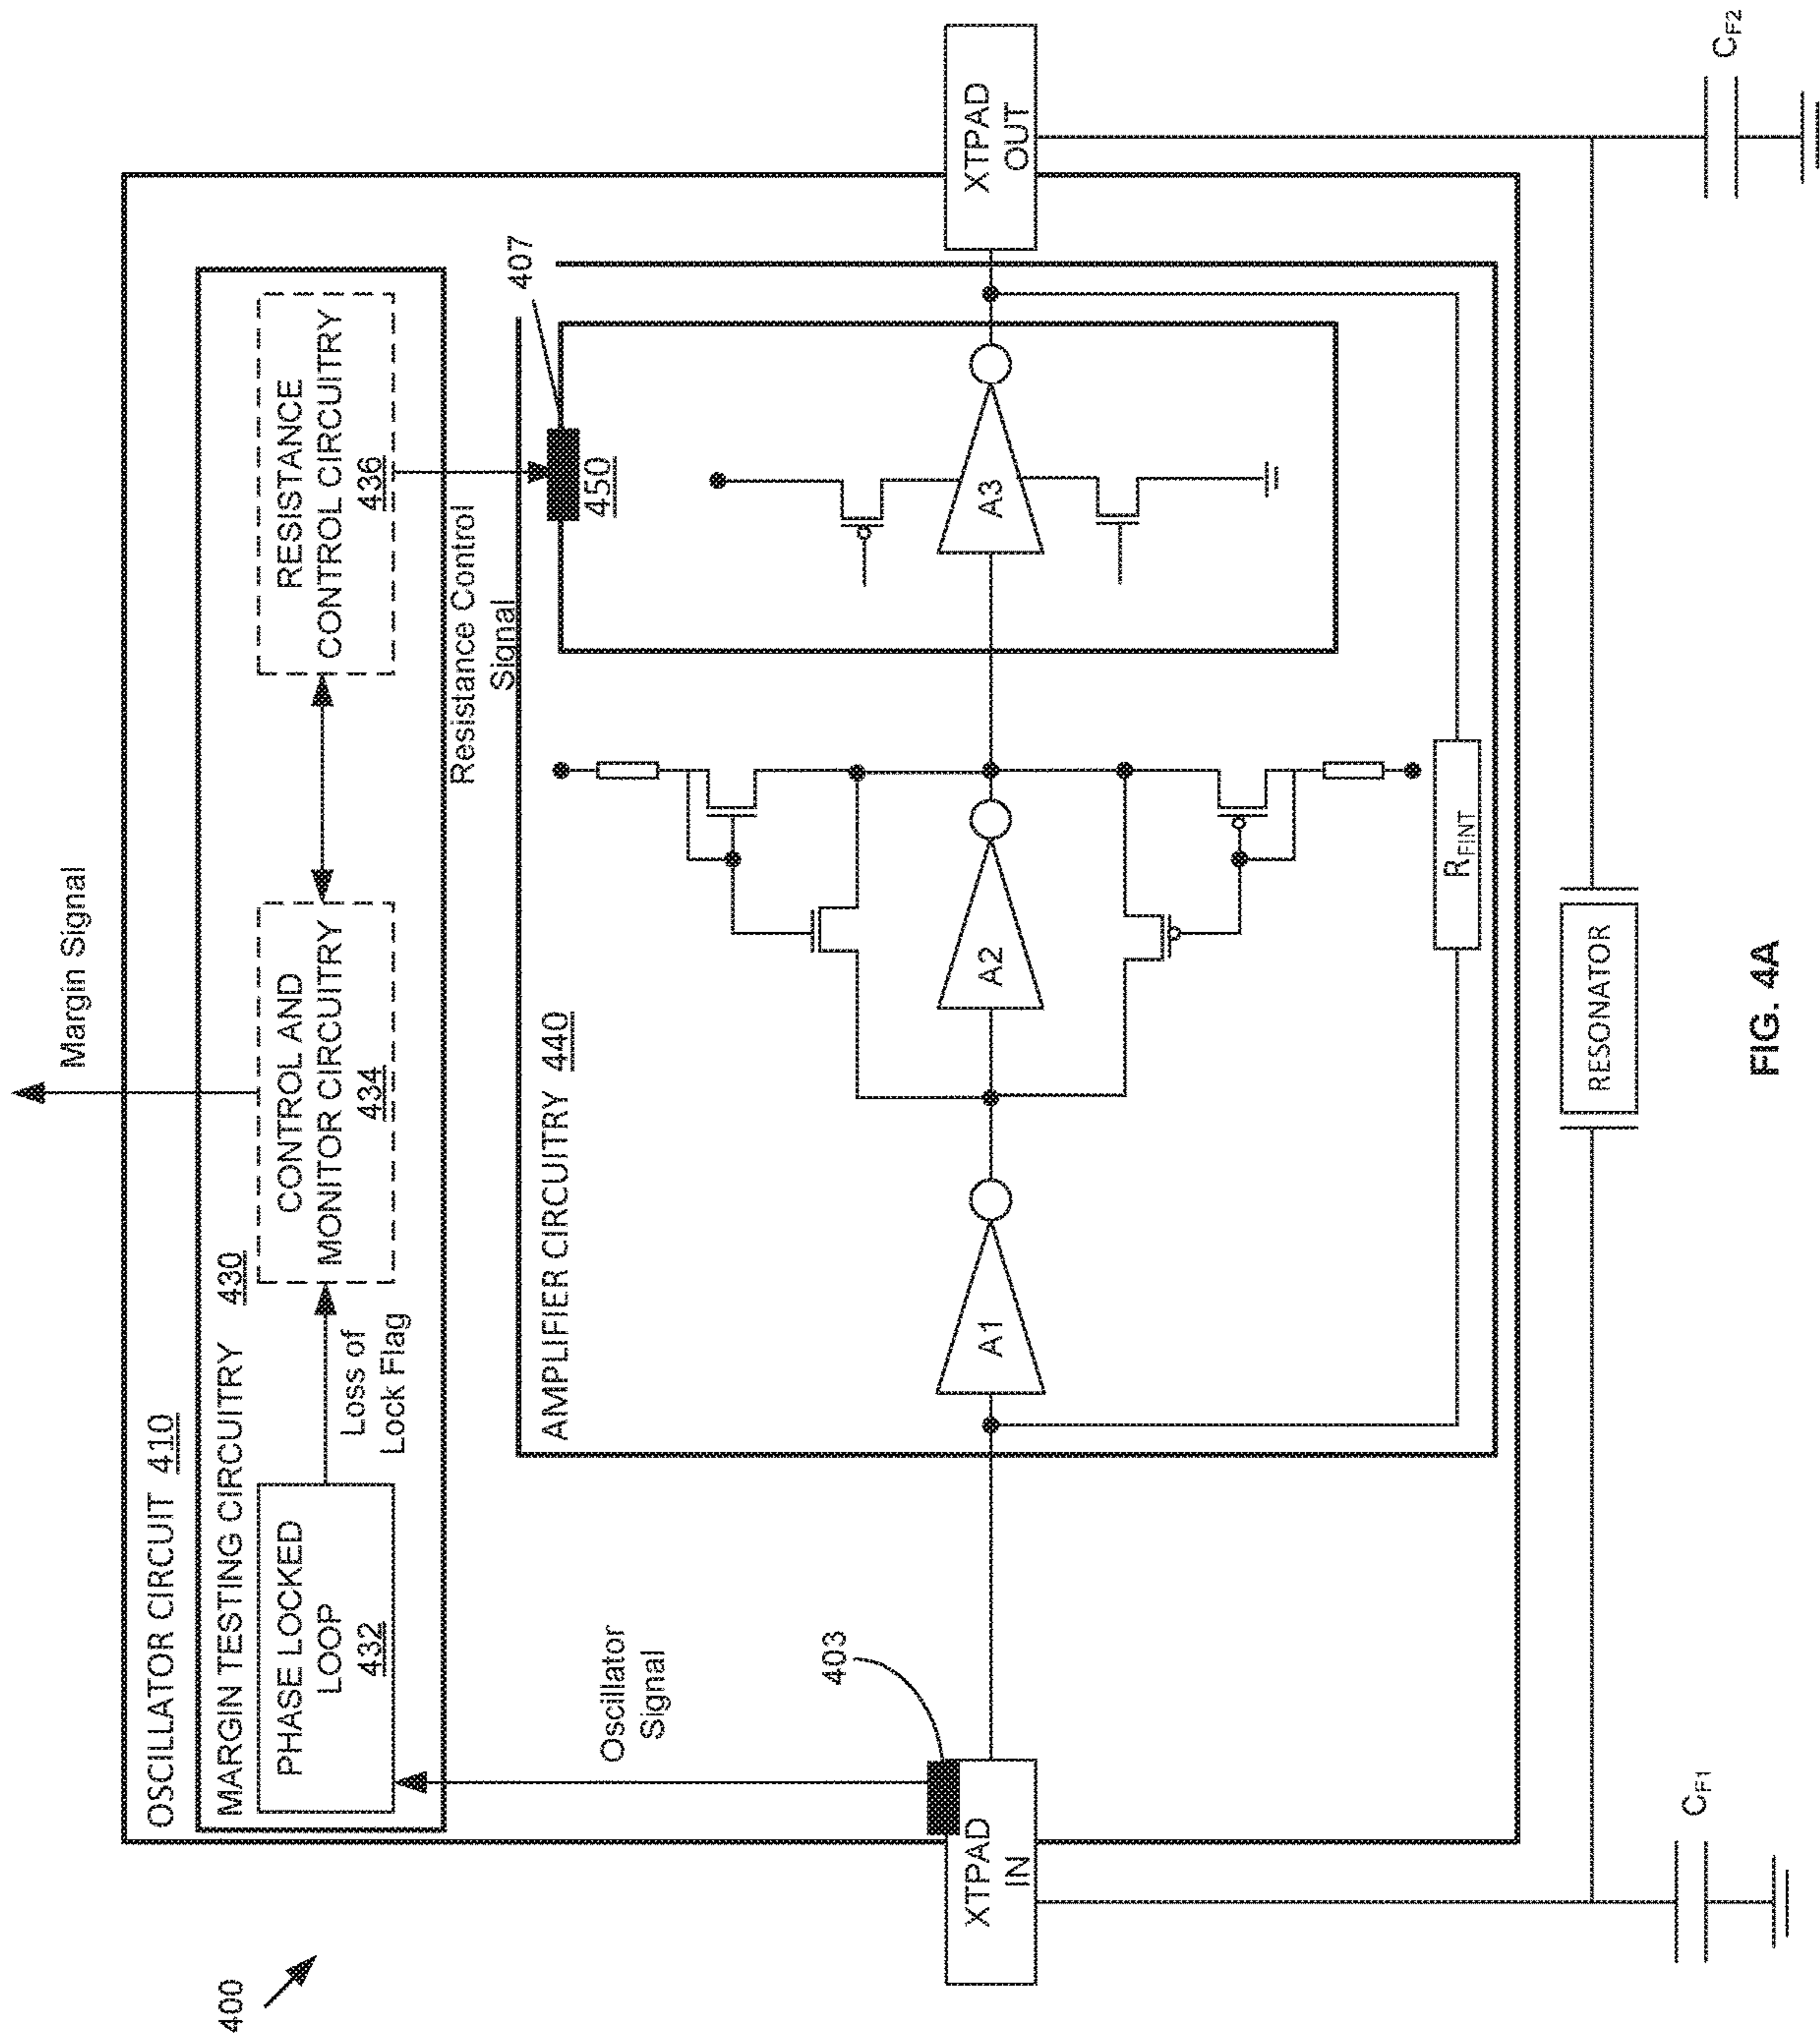 400
Margin Signal
OSCILLATOR CIRCUIT 410
MARGIN TESTING CIRCUITRY 430
PHASE LOCKED
LOOP
432
Loss of
Lock Flag
CONTROL AND
MONITOR CIRCUITRY
434
RESISTANCE
CONTROL CIRCUITRY
436
Resistance Control
Signal
407
450
AMPLIFIER CIRCUITRY 440
Oscillator
Signal
403
XTPAD
IN
A1
A2
A3
XTPAD
OUT
RFINT
RESONATOR
CF1
CF2
FIG. 4A